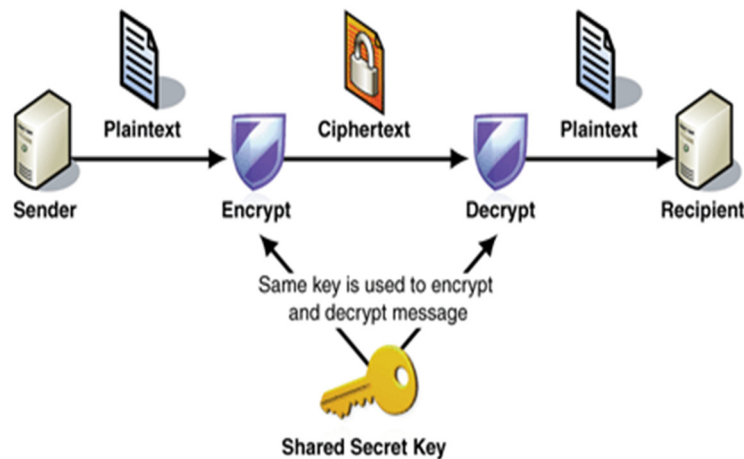 Plaintext
Ciphertext
Plaintext
Sender
Encrypt
Decrypt
Recipient
Same key is used to encrypt
and decrypt message
Shared Secret Key